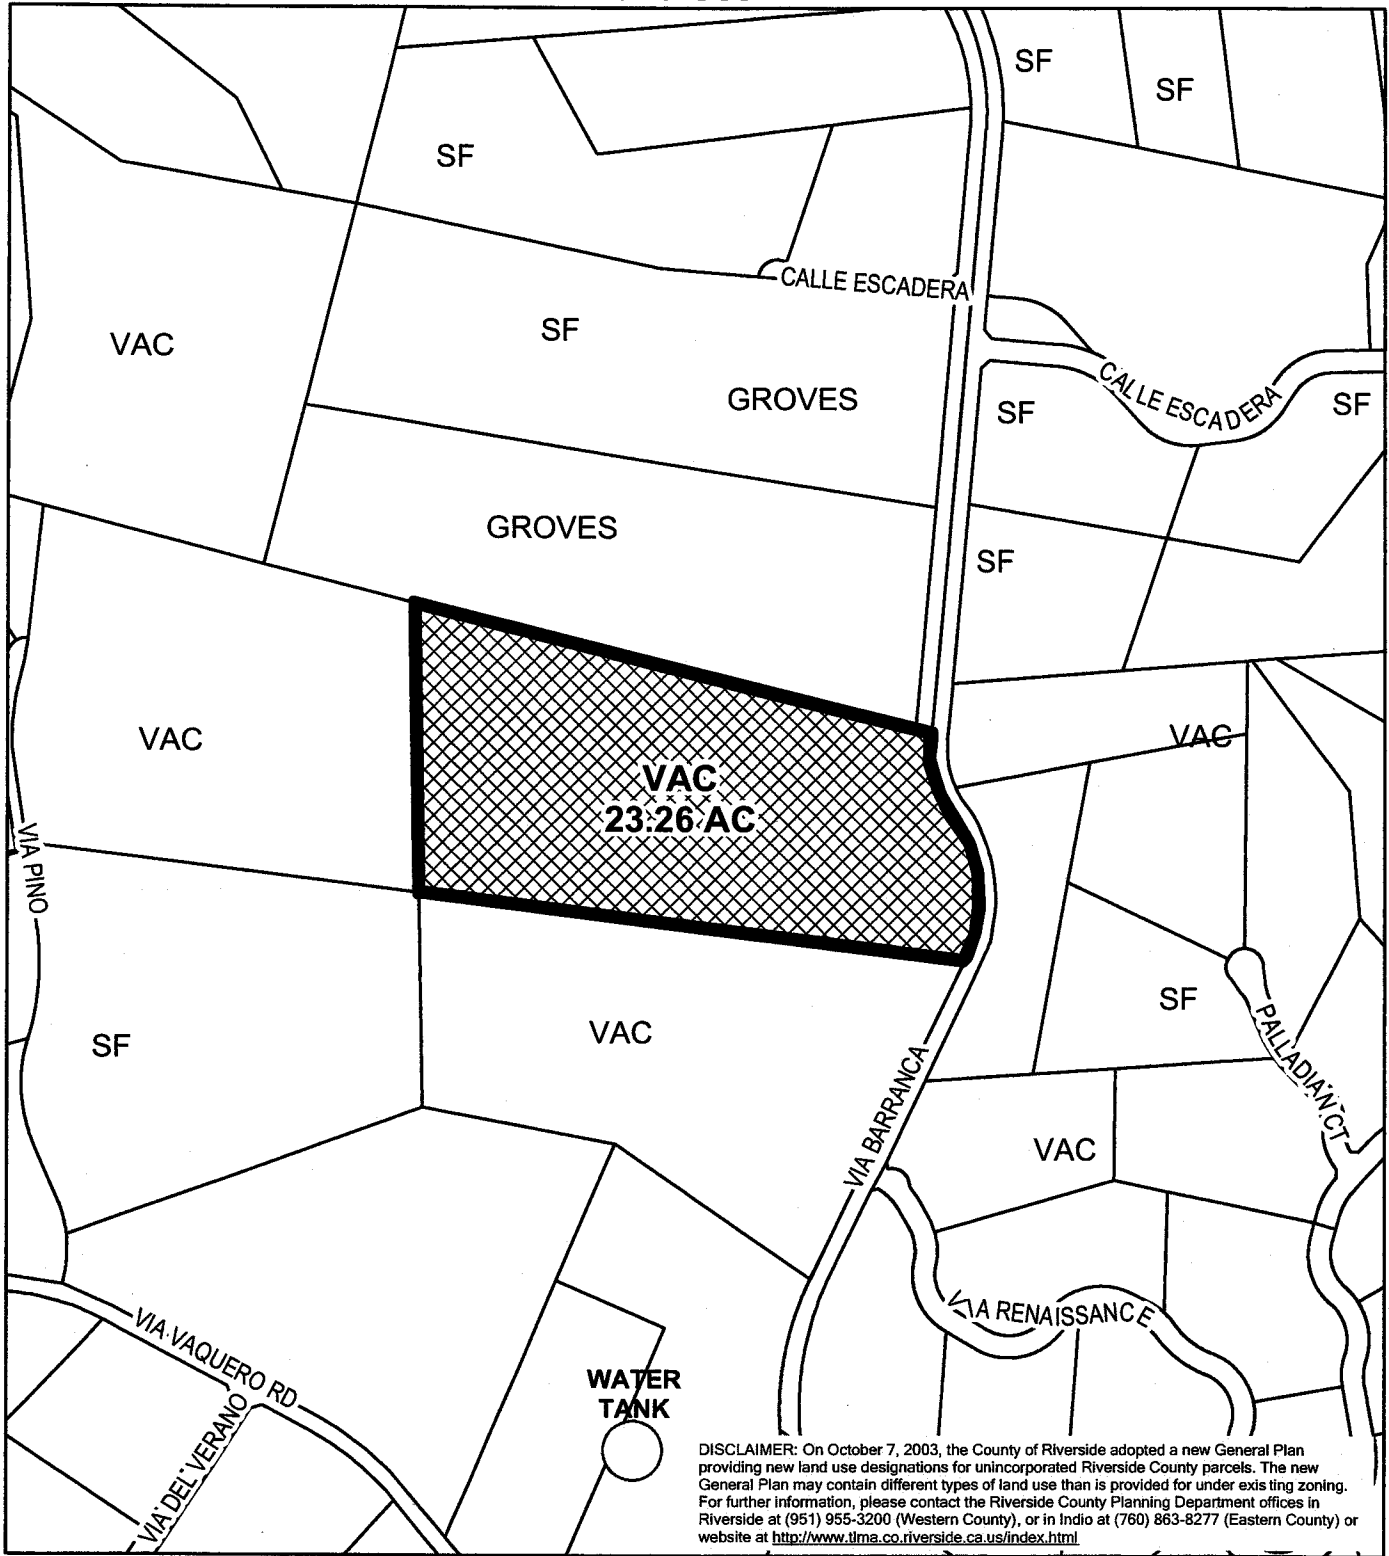 SF
SF
SF
CALLE ESCADERA
SF
VAC
CALLE ESCADERA
GROVES
SF
SF
GROVES
SF
VAC
VAC
VAC
23.26 AC
VIA PINO
SF
PALLADIAN CT
VAC
SF
VIA BARRANCA
VAC
VIA RENAISSANCE
VIA VAQUERO RD
WATER
TANK
VIA DEL VERANO
DISCLAIMER: On October 7, 2003, the County of Riverside adopted a new General Plan
providing new land use designations for unincorporated Riverside County parcels. The new
General Plan may contain different types of land use than is provided for under existing zoning.
For further information, please contact the Riverside County Planning Department offices in
Riverside at (951) 955-3200 (Western County), or in Indio at (760) 863-8277 (Eastern County) or
website at http://www.tlma.co.riverside.ca.us/index.html